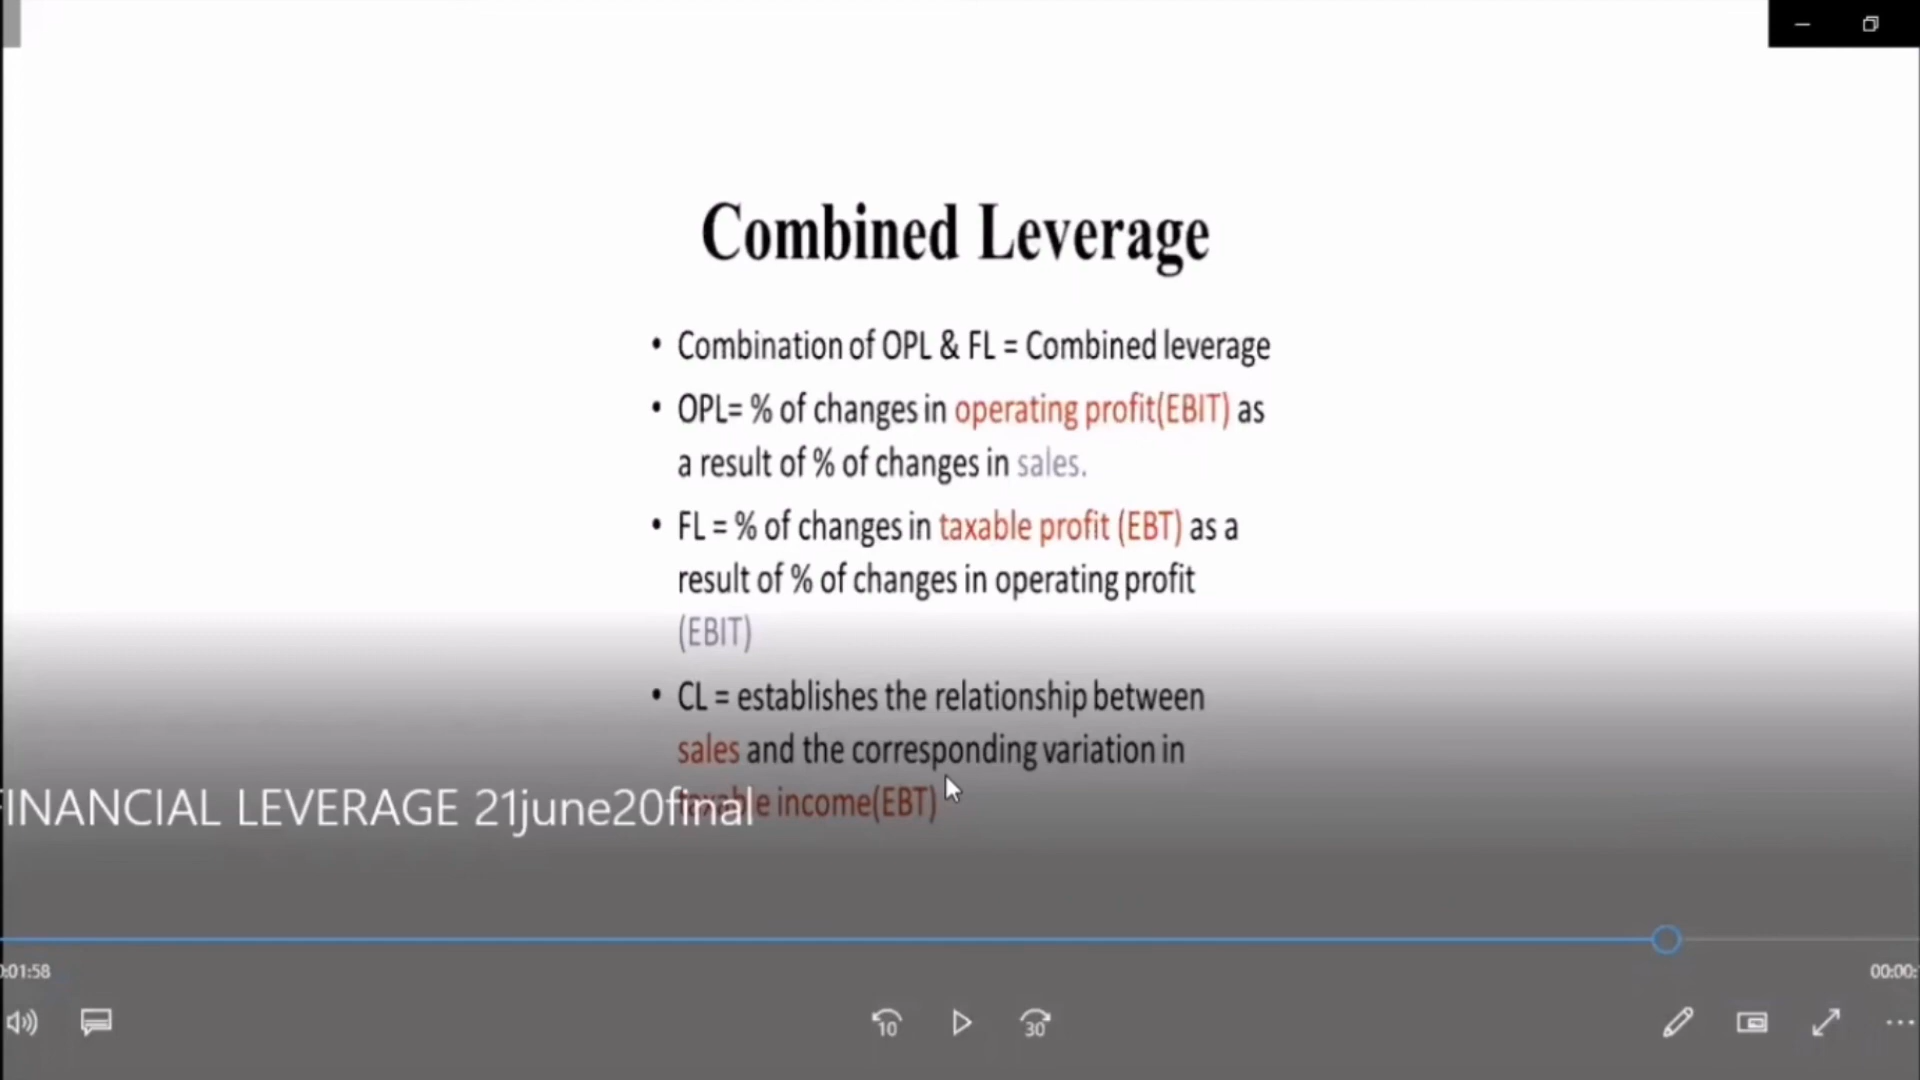 Combined Leverage
• Combination of OPL & FL = Combined leverage
• OPL= % of changes in operating profit(EBIT) as
a result of % of changes in sales.
• FL = % of changes in taxable profit (EBT) as a
result of % of changes in operating profit
(EBIT)
• CL = establishes the relationship between
sales and the corresponding variation in
taxable income(EBT)
INANCIAL LEVERAGE 21june20final
:01:58
00:00:
10
30